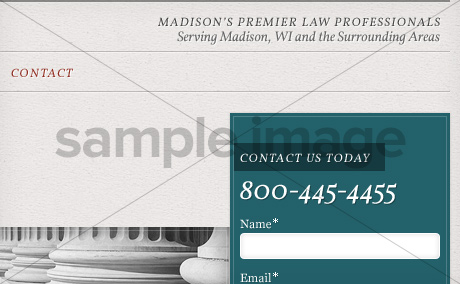 MADISON'S PREMIER LAW PROFESSIONALS
Serving Madison, WI and the Surrounding Areas
CONTACT
sample image
CONTACT US TODAY
800-445-4455
Name*
Email*